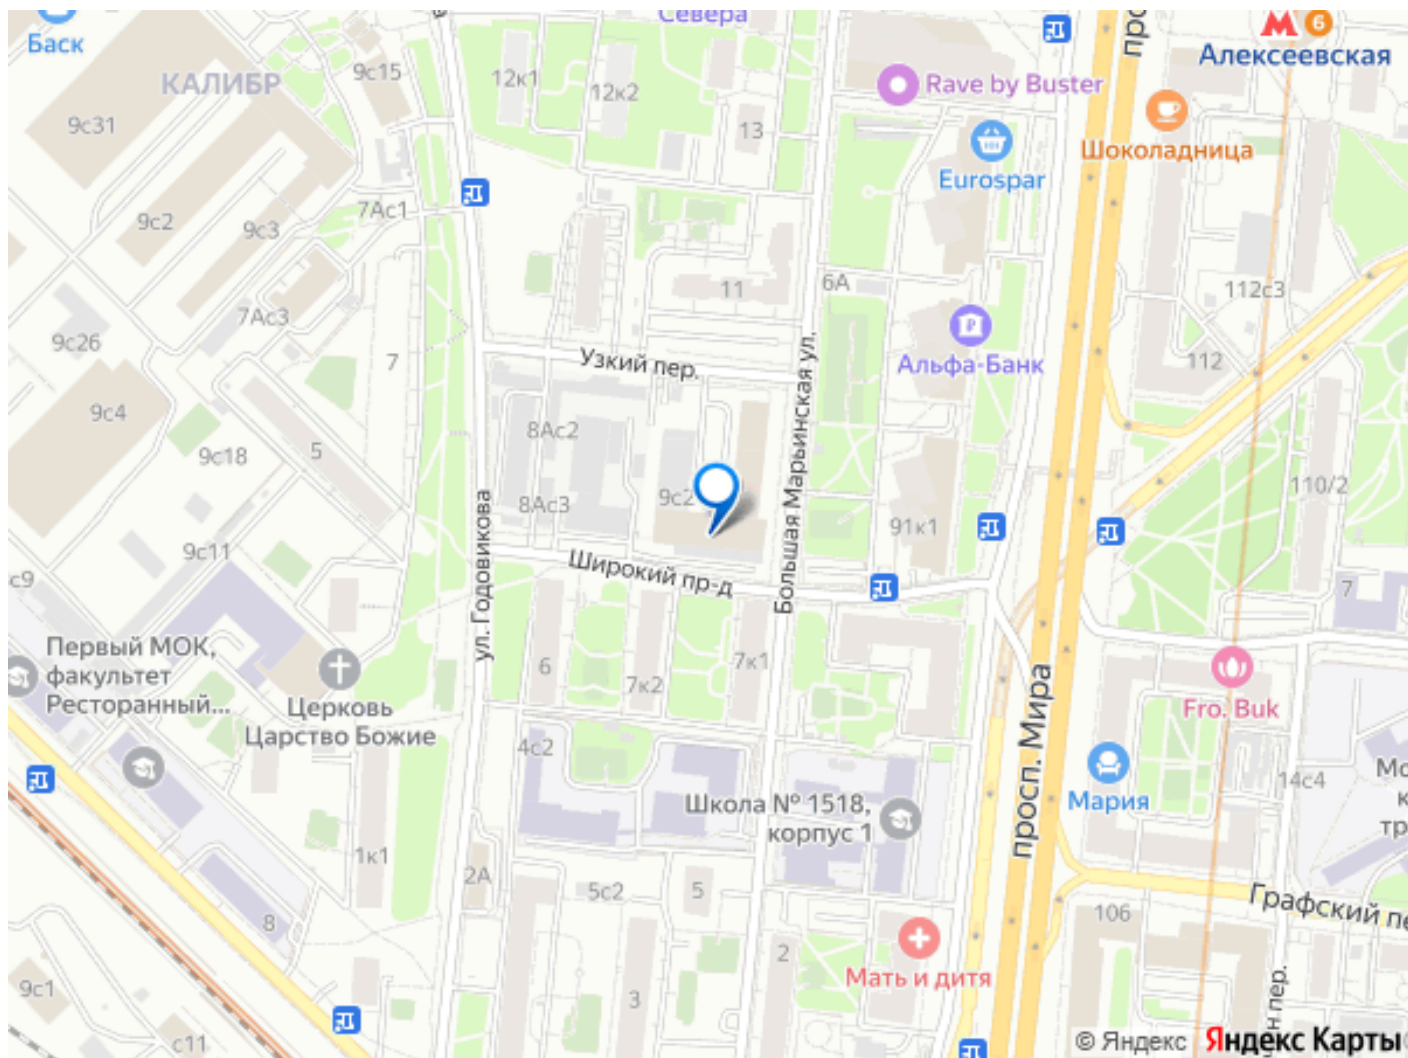 Севера
6
просп
Баск
Алексеевская
КАЛИБР
9с15
12к1
12к2
Rave by Buster
9с31
13
Шоколадница
Eurospar
7Ас1
9с2
9с3
11
6А
112с3
7Ас3
9с26
Узкий пер.
7
Альфа-Банк
112
9с4
Большая Марьинская ул.
8Ас2
5
9с18
110/2
9с2
8Ас3
91к1
ул. Годовикова
9с11
Широкий пр-д
с9
7
Первый МОК,
факультет
Ресторанный...
6
7к2
7к1
Церковь
Царство Божие
Fro. Buk
просп. Мира
4с2
14с4
Мария
Школа № 1518,
корпус 1
1к1
2А
5с2
5
Графский пе
106
8
2
Мать и дитя
9с1
3
н пер.
с11
© Яндекс Яндекс Карты